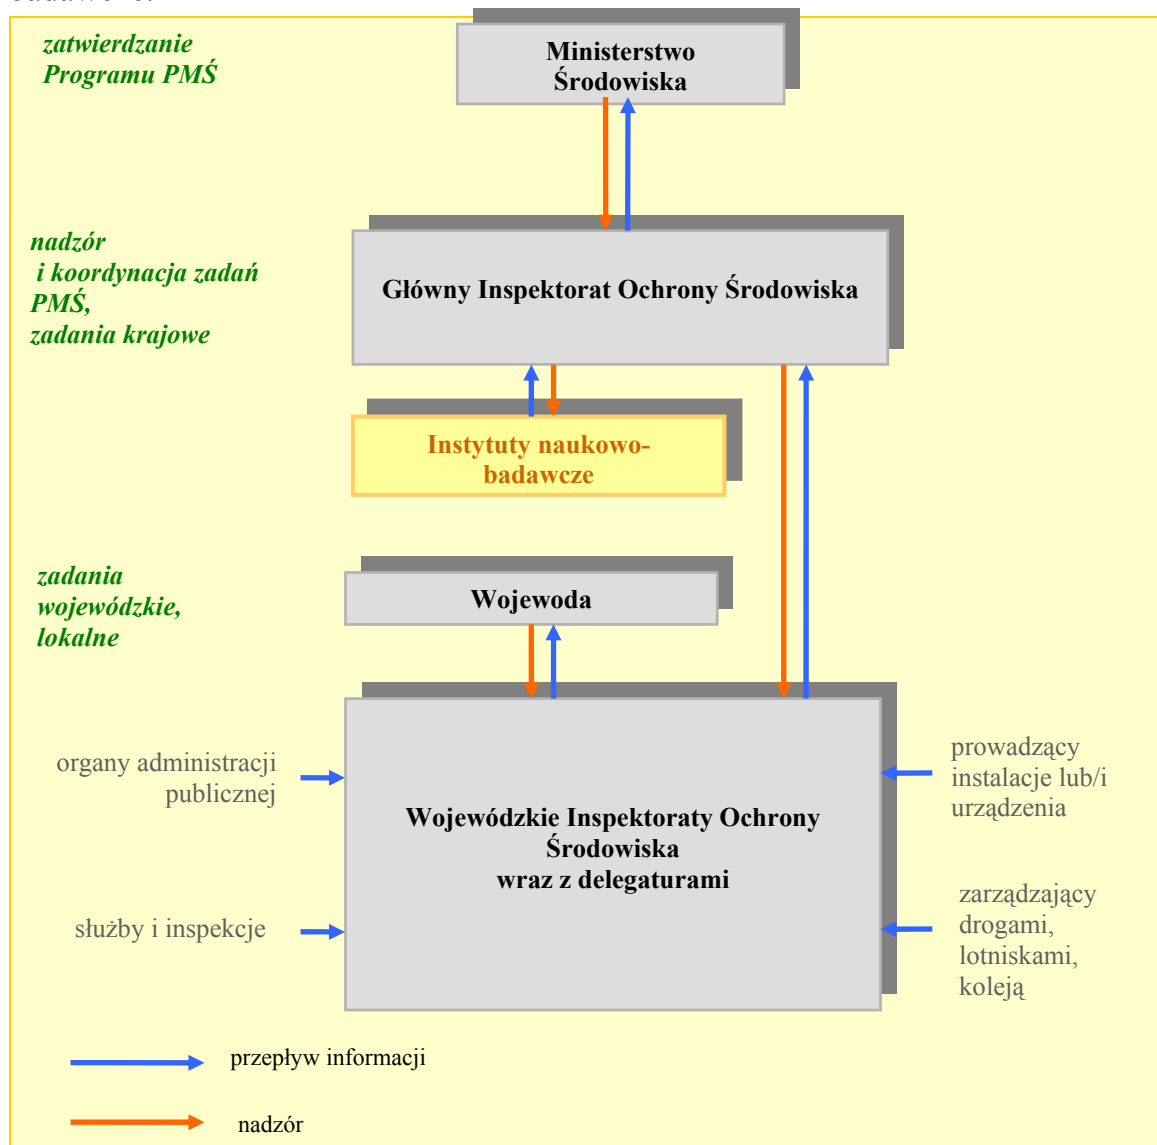 zatwierdzanie
Programu PMŚ
Ministerstwo
Środowiska
nadzór
i koordynacja zadań
PMŚ,
zadania krajowe
Główny Inspektorat Ochrony Środowiska
Instytuty naukowo-
badawcze
zadania
wojewódzkie,
lokalne
Wojewoda
organy administracji
publicznej
służby i inspekcje
Wojewódzkie Inspektoraty Ochrony
Środowiska
wraz z delegaturami
prowadzący
instalacje lub/i
urządzenia
zarządzający
drogami,
lotniskami,
koleją
przepływ informacji
nadzór